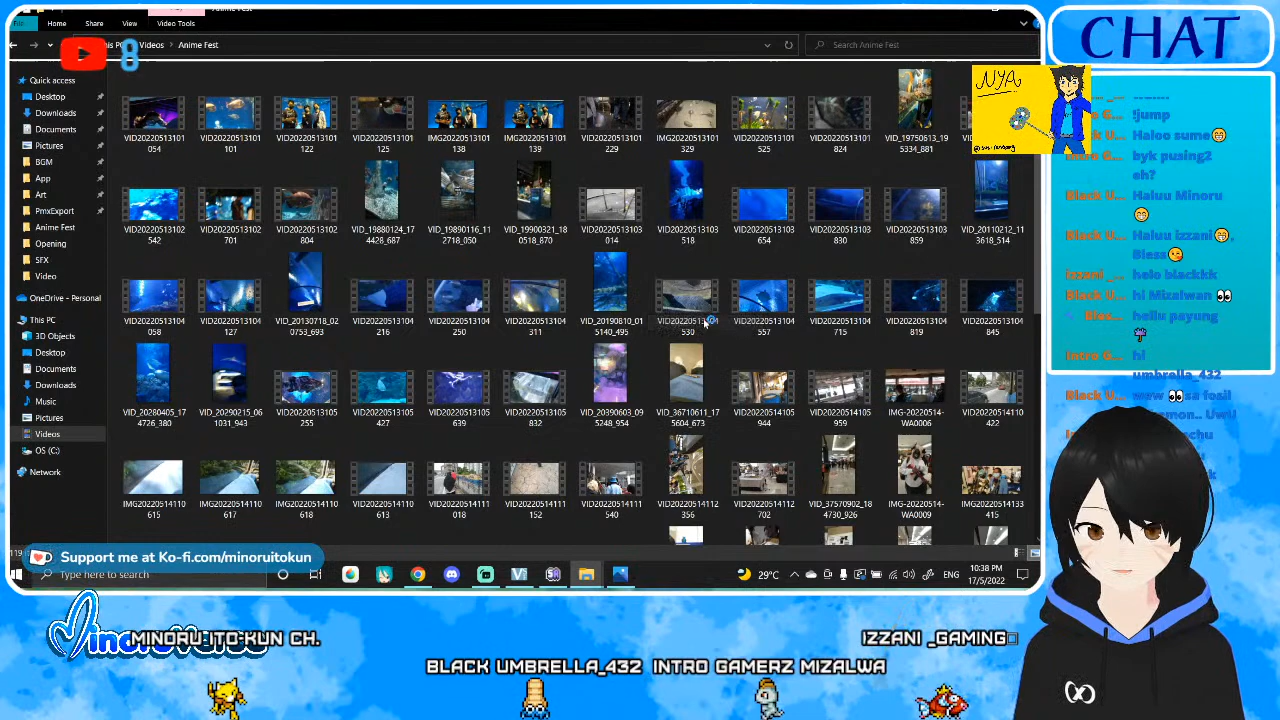 Home Share View Video Tools
Videos Anime Fest
Search Anime Fest
8
CHAT
NYA
Quick access
Desktop
Downloads
Documents
Pictures
BGM
App
Art
PmxExport
Anime Fest
Opening
SFX
Video
OneDrive - Personal
This PC
3D Objects
Desktop
Documents
Downloads
Music
Pictures
Videos
OS (C:)
Network
VID20220513101054 VID20220513101101 VID20220513101122 VID20220513101125 VID20220513101138 VID20220513101139 VID20220513101229 IMG20220513101329 VID20220513101525 VID20220513101824 VID_19750613_195334_881
VID20220513102542 VID20220513102701 VID20220513102804 VID_19880124_174428_687 VID_19890116_112718_050 VID_19900321_180518_870 VID20220513103014 VID20220513103518 VID20220513103654 VID20220513103830 VID20220513103859 VID_20110212_113618_514
VID20220513104058 VID20220513104127 VID_20130718_020753_693 VID20220513104216 VID20220513104250 VID20220513104311 VID_20190810_015140_495 VID20220513104530 VID20220513104557 VID20220513104715 VID20220513104819 VID20220513104845
VID_20280405_174726_380 VID_20290215_061031_943 VID20220513105255 VID20220513105427 VID20220513105639 VID20220513105832 VID_20390603_095248_954 VID_36710611_175604_673 VID20220514105944 VID20220514105959 IMG-20220514-WA0006 VID20220514110422
IMG20220514110615 IMG20220514110617 IMG20220514110618 VID20220514110613 VID20220514111018 VID20220514111152 VID20220514111540 VID20220514112356 VID20220514112702 VID_37570902_184730_926 IMG-20220514-WA0009 IMG20220514133415
!jump
Haloo sume
byk pusing2
eh?
Haluu Minoru
Haluu izzani,
Bless
izzani _... helo blackkk
Black U... hi Mizalwan
hellu payung
Intro G... hi
umbrella_432
Support me at Ko-fi.com/minoruitokun
Type here to search
29°C
ENG
10:38 PM
17/5/2022
MINORU ITO-KUN CH.
IZZANI _GAMING
BLACK UMBRELLA_432 INTRO GAMERZ MIZALWA